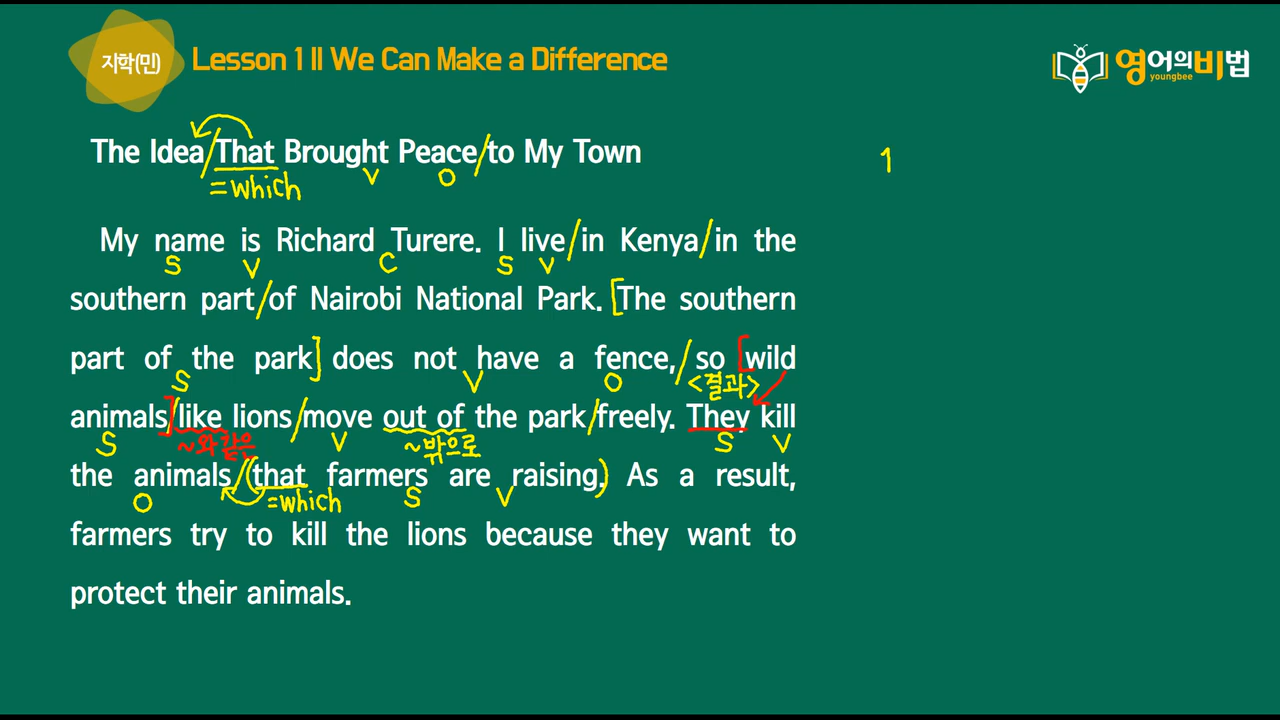 지학(민) Lesson 1 II We Can Make a Difference
영어의비법
youngbee
The Idea/That Brought Peace/to My Town
1
=which V O
My name is Richard Turere. I live/in Kenya/in the
S V C S V
southern part/of Nairobi National Park. [The southern
part of the park] does not have a fence,/so [wild
S V O <결과>
animals]/like lions/move out of the park/freely. They kill
S ~와 같은 V ~밖으로 S V
the animals/(that farmers are raising.) As a result,
O =which S V
farmers try to kill the lions because they want to
protect their animals.